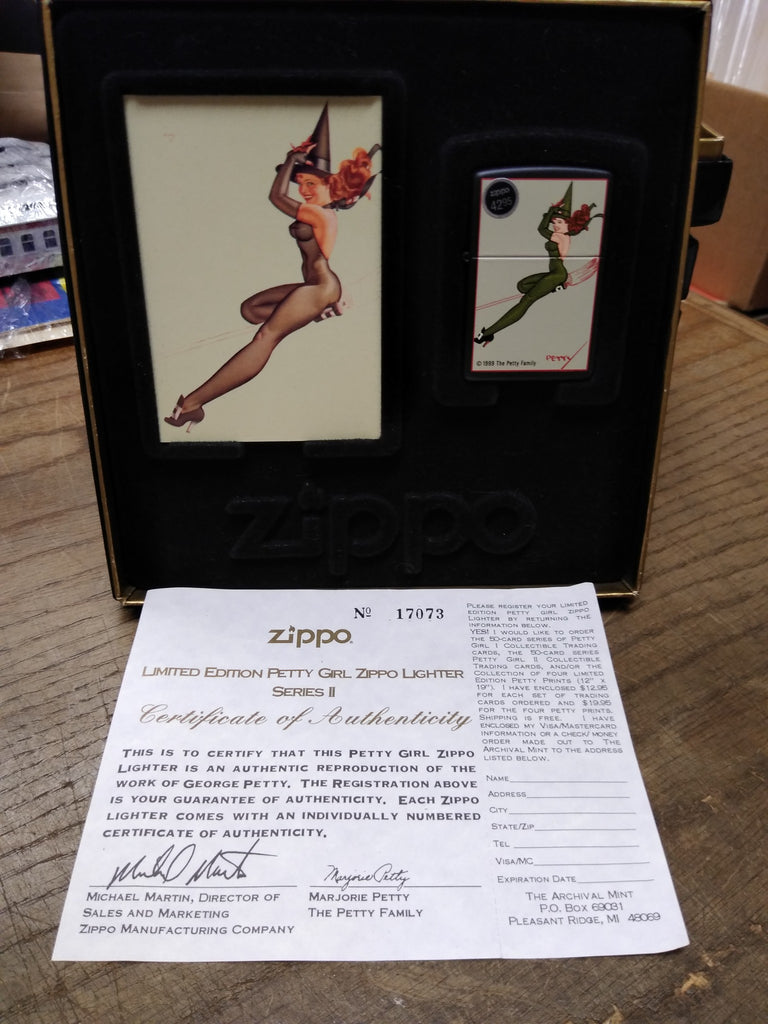 zippo
42.95
© 1999 The Petty Family
PETTY
zippo
Nº 17073
zippo
LIMITED EDITION PETTY GIRL ZIPPO LIGHTER
SERIES II
Certificate of Authenticity
THIS IS TO CERTIFY THAT THIS PETTY GIRL ZIPPO
LIGHTER IS AN AUTHENTIC REPRODUCTION OF THE
WORK OF GEORGE PETTY. THE REGISTRATION ABOVE
IS YOUR GUARANTEE OF AUTHENTICITY. EACH ZIPPO
LIGHTER COMES WITH AN INDIVIDUALLY NUMBERED
CERTIFICATE OF AUTHENTICITY.
Marjorie Petty
MICHAEL MARTIN, DIRECTOR OF
SALES AND MARKETING
ZIPPO MANUFACTURING COMPANY
MARJORIE PETTY
THE PETTY FAMILY
PLEASE REGISTER YOUR LIMITED
EDITION PETTY GIRL ZIPPO
LIGHTER BY RETURNING THE
INFORMATION BELOW.
YES! I WOULD LIKE TO ORDER
THE 50-CARD SERIES OF PETTY
GIRL I COLLECTIBLE TRADING
CARDS, THE 50-CARD SERIES
PETTY GIRL II COLLECTIBLE
TRADING CARDS, AND/OR THE
COLLECTION OF FOUR LIMITED
EDITION PETTY PRINTS (12" X
19"). I HAVE ENCLOSED $12.95
FOR EACH SET OF TRADING
CARDS ORDERED AND $19.95
FOR THE FOUR PETTY PRINTS.
SHIPPING IS FREE. I HAVE
ENCLOSED MY VISA/MASTERCARD
INFORMATION OR A CHECK/ MONEY
ORDER MADE OUT TO THE
ARCHIVAL MINT TO THE ADDRESS
LISTED BELOW.
NAME
ADDRESS
CITY
STATE/ZIP
TEL
VISA/MC
EXPIRATION DATE
THE ARCHIVAL MINT
P.O. BOX 69031
PLEASANT RIDGE, MI 48069